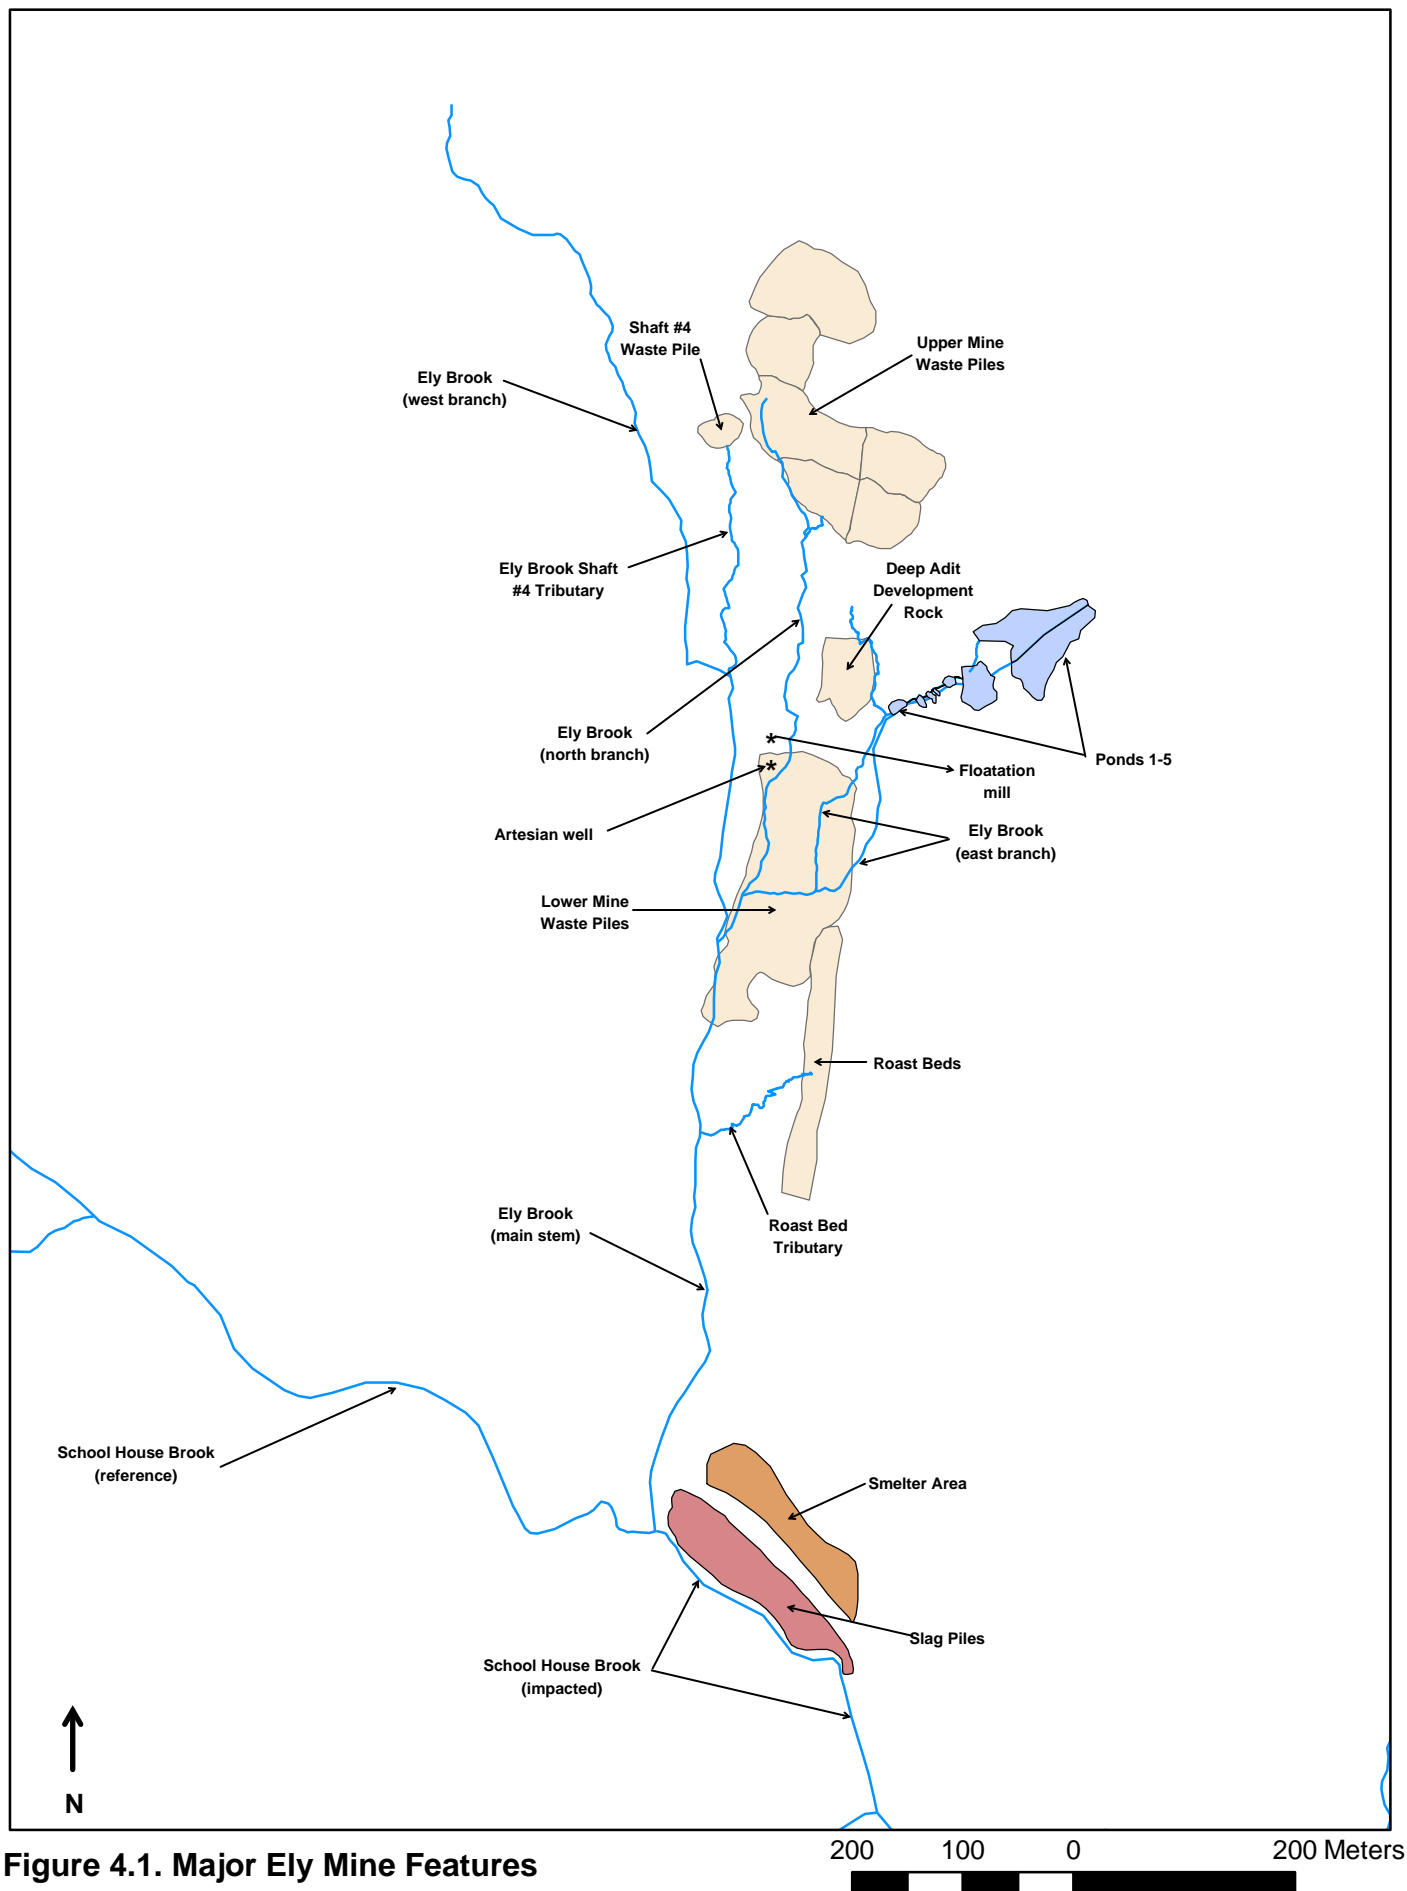 Shaft #4
Waste Pile
Upper Mine
Waste Piles
Ely Brook
(west branch)
Ely Brook Shaft
#4 Tributary
Deep Adit
Development
Rock
Ely Brook
(north branch)
*
*
Floatation
mill
Ponds 1-5
Artesian well
Ely Brook
(east branch)
Lower Mine
Waste Piles
Roast Beds
Ely Brook
(main stem)
Roast Bed
Tributary
School House Brook
(reference)
Smelter Area
Slag Piles
School House Brook
(impacted)
N
Figure 4.1. Major Ely Mine Features
200 100 0 200 Meters